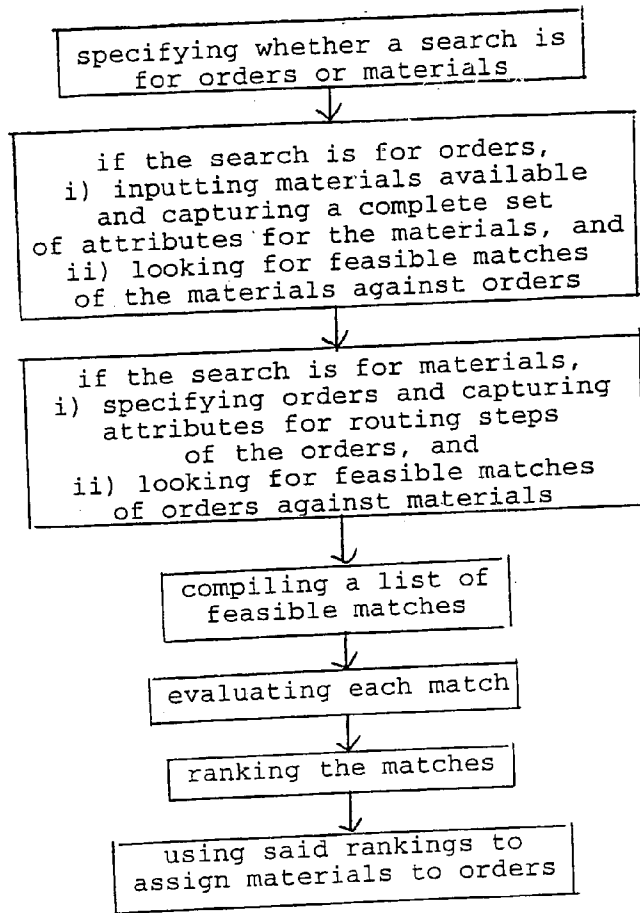 specifying whether a search is
for orders or materials
if the search is for orders,
i) inputting materials available
and capturing a complete set
of attributes for the materials, and
ii) looking for feasible matches
of the materials against orders
if the search is for materials,
i) specifying orders and capturing
attributes for routing steps
of the orders, and
ii) looking for feasible matches
of orders against materials
compiling a list of
feasible matches
evaluating each match
ranking the matches
using said rankings to
assign materials to orders